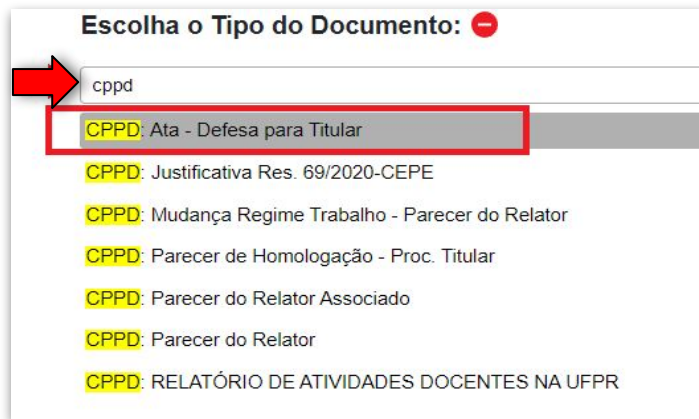 Escolha o Tipo do Documento:
cppd
CPPD: Ata - Defesa para Titular
CPPD: Justificativa Res. 69/2020-CEPE
CPPD: Mudança Regime Trabalho - Parecer do Relator
CPPD: Parecer de Homologação - Proc. Titular
CPPD: Parecer do Relator Associado
CPPD: Parecer do Relator
CPPD: RELATÓRIO DE ATIVIDADES DOCENTES NA UFPR